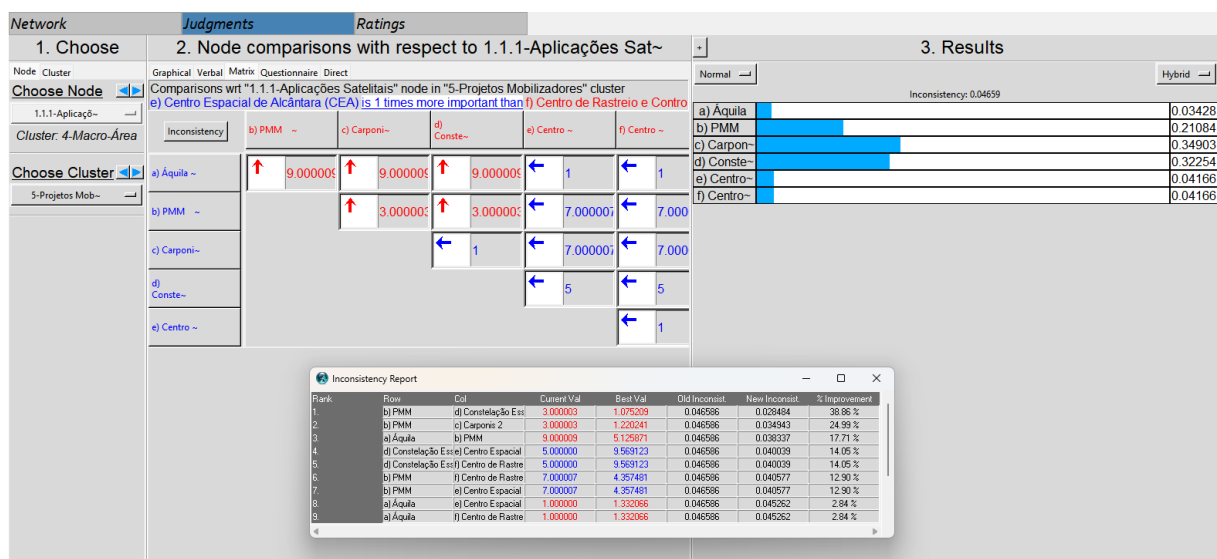 Network Judgments Ratings
1. Choose
2. Node comparisons with respect to 1.1.1-Aplicações Sat~
+ 3. Results
Node Cluster
Choose Node
1.1.1-Aplicaçõ~
Cluster: 4-Macro-Área
Choose Cluster
5-Projetos Mob~
Graphical Verbal Matrix Questionnaire Direct
Comparisons wrt "1.1.1-Aplicações Satelitais" node in "5-Projetos Mobilizadores" cluster
e) Centro Espacial de Alcântara (CEA) is 1 times more important than f) Centro de Rastreio e Contro
Inconsistency b) PMM ~ c) Carponi~ d) Conste~ e) Centro ~ f) Centro ~
a) Áquila ~ 9.000009 9.000009 9.000009 1 1
b) PMM ~ 3.000003 3.000003 7.000007 7.000
c) Carponi~ 1 7.000007 7.000
d) Conste~ 5 5
e) Centro ~ 1
Normal Hybrid
Inconsistency: 0.04659
a) Áquila 0.03428
b) PMM 0.21084
c) Carpon~ 0.34903
d) Conste~ 0.32254
e) Centro~ 0.04166
f) Centro~ 0.04166
Inconsistency Report
Rank Row Col Current Val Best Val Old Inconsist. New Inconsist. % Improvement
1. b) PMM d) Constelação Ess 3.000003 1.075209 0.046586 0.028484 38.86 %
2. b) PMM c) Carponis 2 3.000003 1.220241 0.046586 0.034943 24.99 %
3. a) Áquila b) PMM 9.000009 5.125871 0.046586 0.038337 17.71 %
4. d) Constelação Ess e) Centro Espacial 5.000000 9.569123 0.046586 0.040039 14.05 %
5. d) Constelação Ess f) Centro de Rastre 5.000000 9.569123 0.046586 0.040039 14.05 %
6. b) PMM f) Centro de Rastre 7.000007 4.357481 0.046586 0.040577 12.90 %
7. b) PMM e) Centro Espacial 7.000007 4.357481 0.046586 0.040577 12.90 %
8. a) Áquila e) Centro Espacial 1.000000 1.332066 0.046586 0.045262 2.84 %
9. a) Áquila f) Centro de Rastre 1.000000 1.332066 0.046586 0.045262 2.84 %